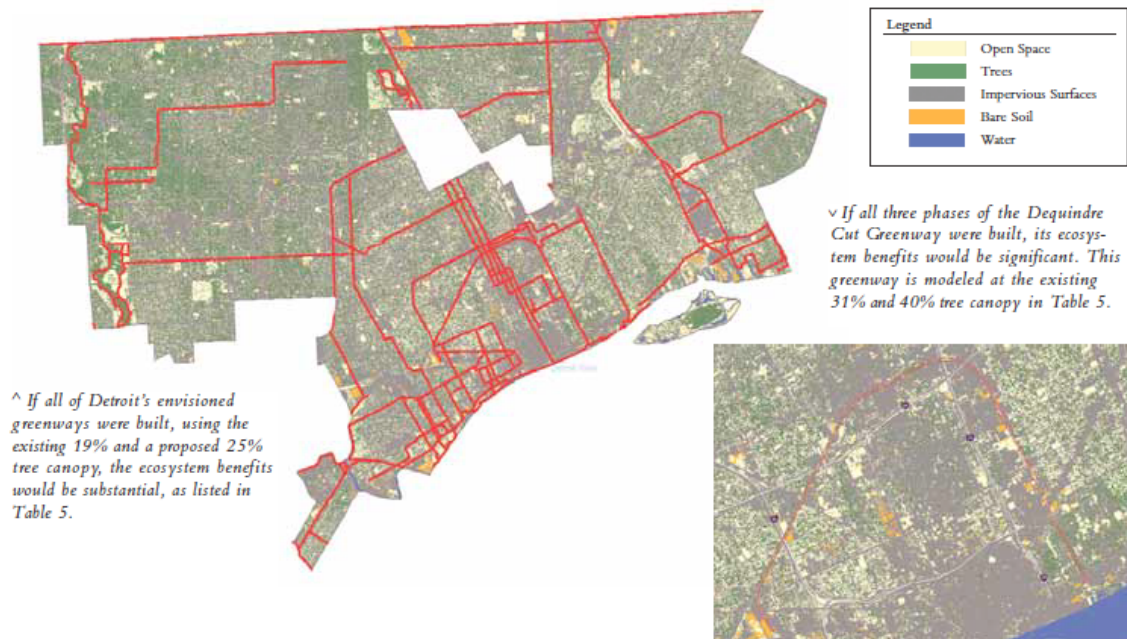 Legend
Open Space
Trees
Impervious Surfaces
Bare Soil
Water
˅ If all three phases of the Dequindre
Cut Greenway were built, its ecosys-
tem benefits would be significant. This
greenway is modeled at the existing
31% and 40% tree canopy in Table 5.
^ If all of Detroit's envisioned
greenways were built, using the
existing 19% and a proposed 25%
tree canopy, the ecosystem benefits
would be substantial, as listed in
Table 5.